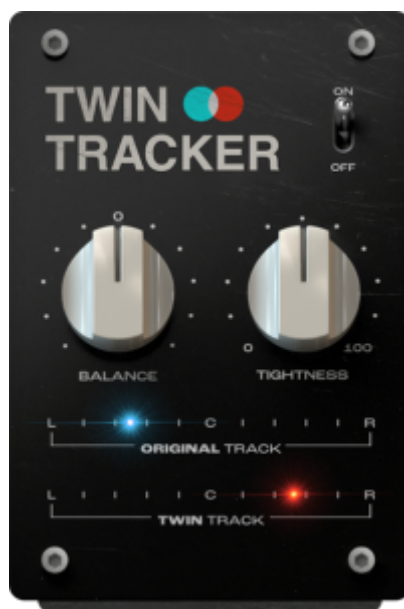 TWIN
TRACKER
ON
OFF
0
0 100
BALANCE
TIGHTNESS
L C R
ORIGINAL TRACK
L C R
TWIN TRACK